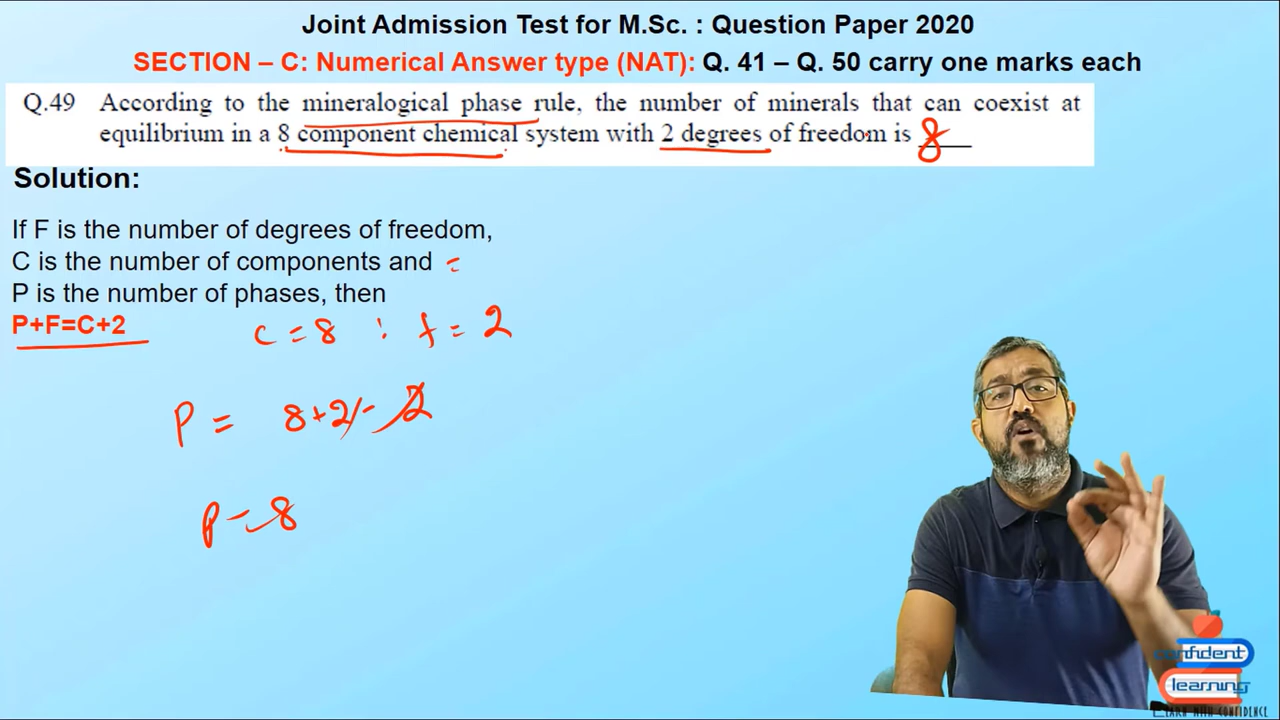 Joint Admission Test for M.Sc. : Question Paper 2020
SECTION – C: Numerical Answer type (NAT): Q. 41 – Q. 50 carry one marks each
Q.49 According to the mineralogical phase rule, the number of minerals that can coexist at
equilibrium in a 8 component chemical system with 2 degrees of freedom is 8
Solution:
If F is the number of degrees of freedom,
C is the number of components and =
P is the number of phases, then
P+F=C+2
C = 8 : f = 2
P = 8+2-2
P=8
confident
learning
LEARN WITH CONFIDENCE